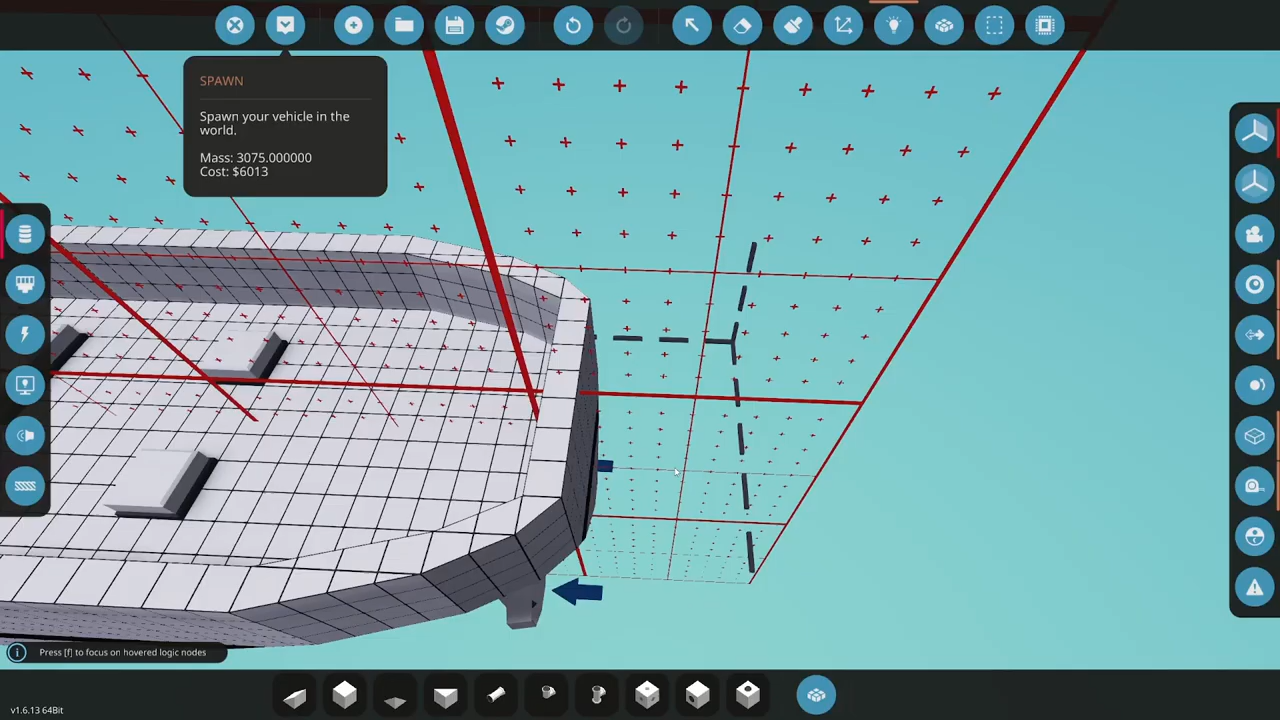 SPAWN
Spawn your vehicle in the
world.
Mass: 3075.000000
Cost: $6013
Press [f] to focus on hovered logic nodes
v1.6.13 64Bit